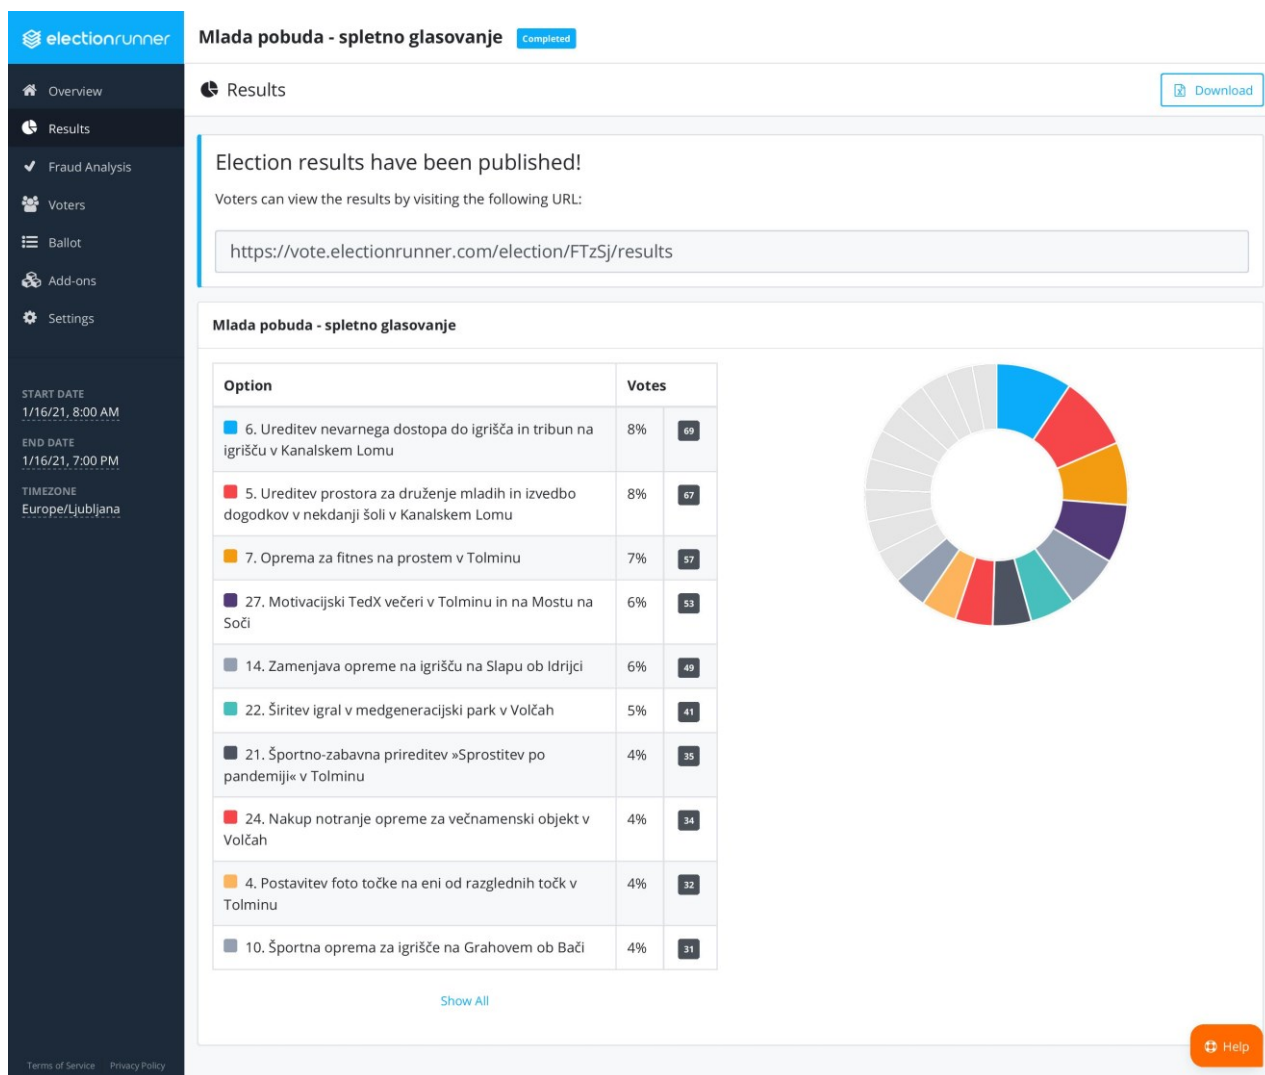 electionrunner
Mlada pobuda - spletno glasovanje Completed
Overview
Results
Fraud Analysis
Voters
Ballot
Add-ons
Settings
START DATE
1/16/21, 8:00 AM
END DATE
1/16/21, 7:00 PM
TIMEZONE
Europe/Ljubljana
Terms of Service Privacy Policy
Results
Download
Election results have been published!
Voters can view the results by visiting the following URL:
https://vote.electionrunner.com/election/FTzSj/results
Mlada pobuda - spletno glasovanje
Option Votes
6. Ureditev nevarnega dostopa do igrišča in tribun na 8% 69
igrišču v Kanalskem Lomu
5. Ureditev prostora za druženje mladih in izvedbo 8% 67
dogodkov v nekdanji šoli v Kanalskem Lomu
7. Oprema za fitnes na prostem v Tolminu 7% 57
27. Motivacijski TedX večeri v Tolminu in na Mostu na 6% 53
Soči
14. Zamenjava opreme na igrišču na Slapu ob Idrijci 6% 49
22. Širitev igral v medgeneracijski park v Volčah 5% 41
21. Športno-zabavna prireditev »Sprostitev po 4% 35
pandemiji« v Tolminu
24. Nakup notranje opreme za večnamenski objekt v 4% 34
Volčah
4. Postavitev foto točke na eni od razglednih točk v 4% 32
Tolminu
10. Športna oprema za igrišče na Grahovem ob Bači 4% 31
Show All
Help